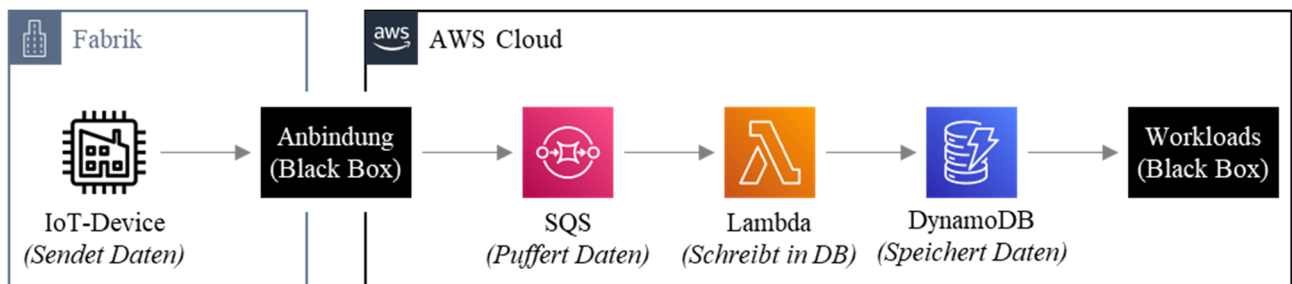 Fabrik
aws
AWS Cloud
Anbindung
(Black Box)
Workloads
(Black Box)
IoT-Device
(Sendet Daten)
SQS
(Puffert Daten)
Lambda
(Schreibt in DB)
DynamoDB
(Speichert Daten)